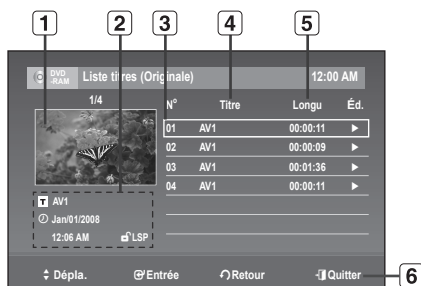 1 2 3 4 5
DVD -RAM Liste titres (Originale) 12:00 AM
1/4 N° Titre Longu Éd.
01 AV1 00:00:11 ►
02 AV1 00:00:09 ►
03 AV1 00:01:36 ►
04 AV1 00:00:11 ►
T AV1
Jan/01/2008
12:06 AM LSP
Dépla. Entrée Retour Quitter 6